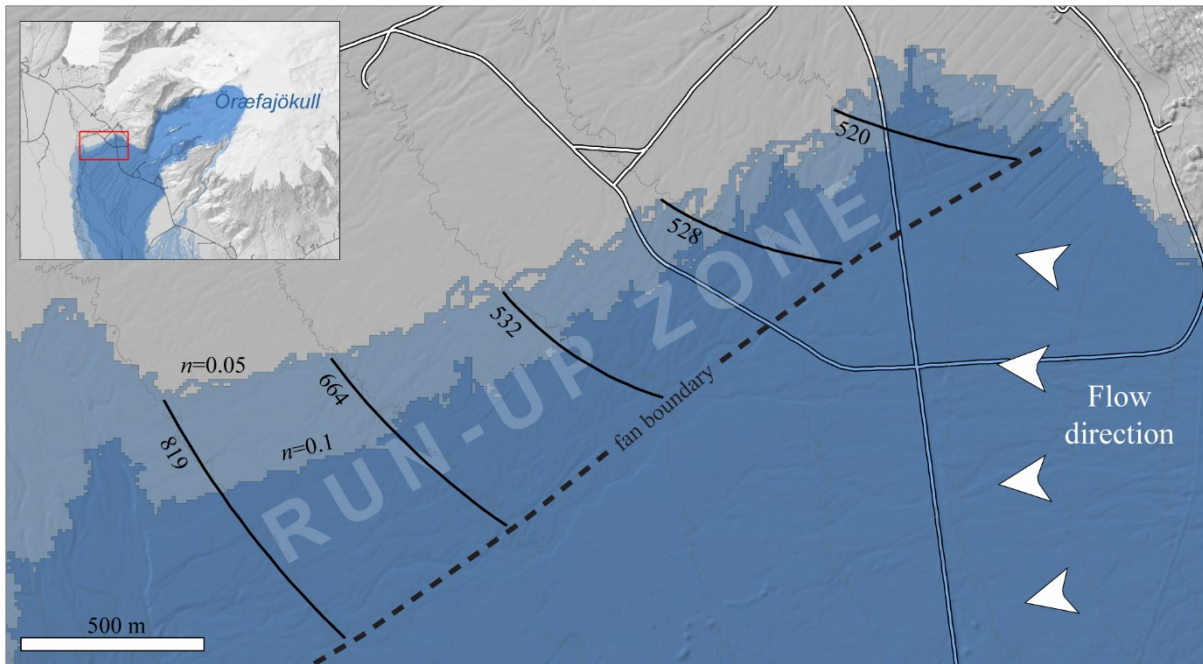 Öræfajökull
520
528
532
664
819
n=0.05
n=0.1
RUN-UP ZONE
fan boundary
Flow
direction
500 m